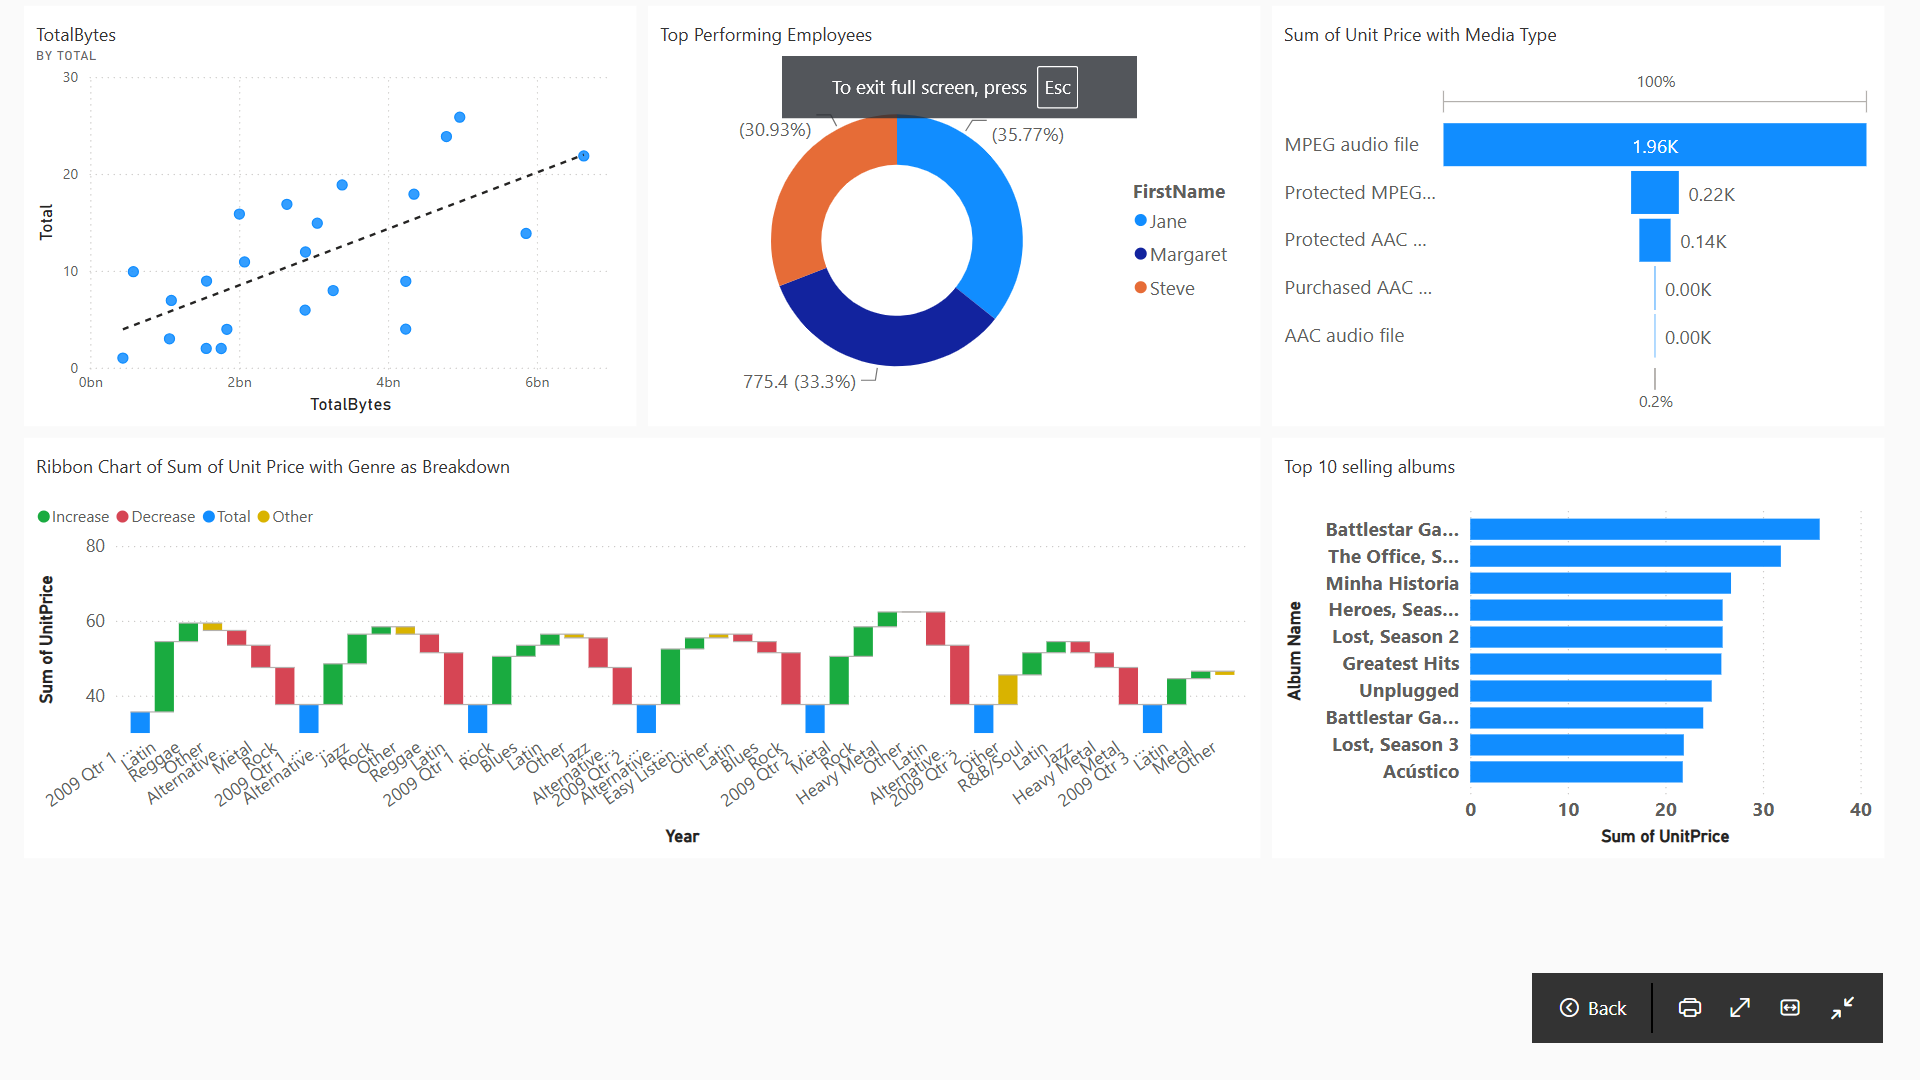 TotalBytes
BY TOTAL
30
20
10
0
Total
0bn
2bn
4bn
6bn
TotalBytes
Top Performing Employees
To exit full screen, press Esc
(30.93%)
(35.77%)
775.4 (33.3%)
FirstName
Jane
Margaret
Steve
Sum of Unit Price with Media Type
100%
MPEG audio file
1.96K
Protected MPEG...
0.22K
Protected AAC ...
0.14K
Purchased AAC ...
0.00K
AAC audio file
0.00K
0.2%
Ribbon Chart of Sum of Unit Price with Genre as Breakdown
Increase
Decrease
Total
Other
80
60
40
Sum of UnitPrice
2009 Qtr 1 ...
Latin
Reggae
Other
Alternative...
Metal
Rock
2009 Qtr 1 ...
Alternative...
Jazz
Rock
Other
Reggae
Latin
2009 Qtr 1 ...
Rock
Blues
Latin
Other
Jazz
Alternative...
2009 Qtr 2 ...
Alternative...
Easy Listen...
Other
Latin
Blues
Rock
2009 Qtr 2 ...
Metal
Rock
Heavy Metal
Other
Latin
Alternative...
2009 Qtr 2 ...
Other
R&B/Soul
Latin
Jazz
Heavy Metal
Metal
2009 Qtr 3 ...
Latin
Metal
Other
Year
Top 10 selling albums
Album Name
Battlestar Ga...
The Office, S...
Minha Historia
Heroes, Seas...
Lost, Season 2
Greatest Hits
Unplugged
Battlestar Ga...
Lost, Season 3
Acústico
0
10
20
30
40
Sum of UnitPrice
Back